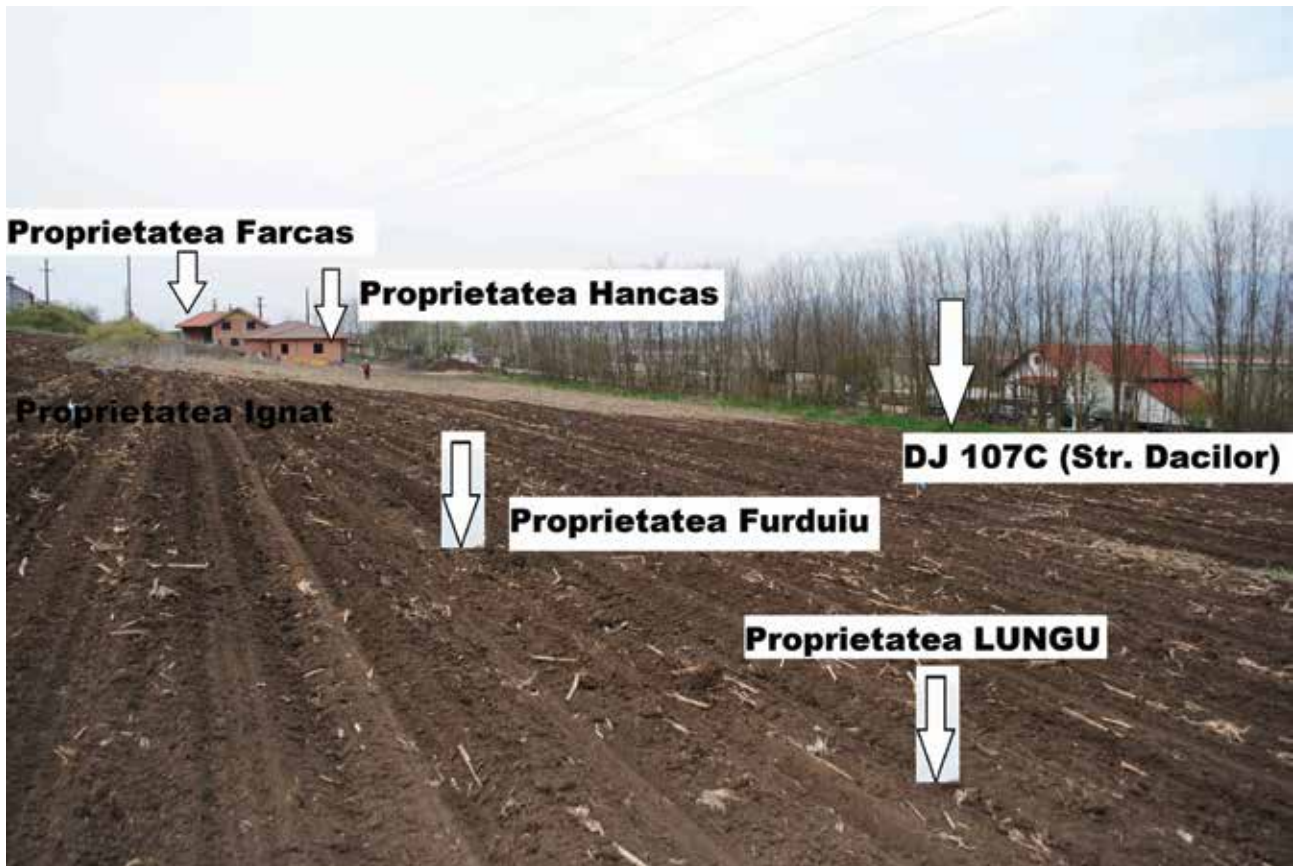 Proprietatea Farcas
Proprietatea Hancas
Proprietatea Ignat
DJ 107C (Str. Dacilor)
Proprietatea Furduiu
Proprietatea LUNGU